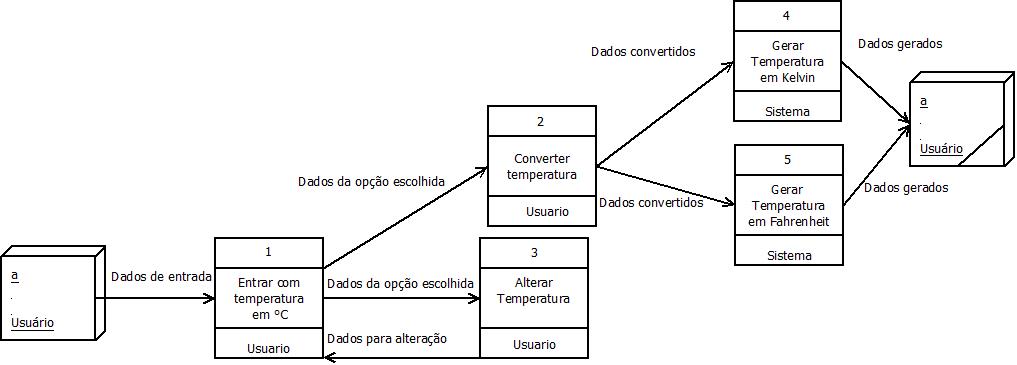 4
Gerar
Temperatura
em Kelvin
Sistema
Dados convertidos
Dados gerados
a
.
.
Usuário
2
Converter
temperatura
Usuario
Dados da opção escolhida
Dados convertidos
5
Gerar
Temperatura
em Fahrenheit
Sistema
Dados gerados
a
.
.
Usuário
Dados de entrada
1
Entrar com
temperatura
em ºC
Usuario
Dados da opção escolhida
Dados para alteração
3
Alterar
Temperatura
Usuario